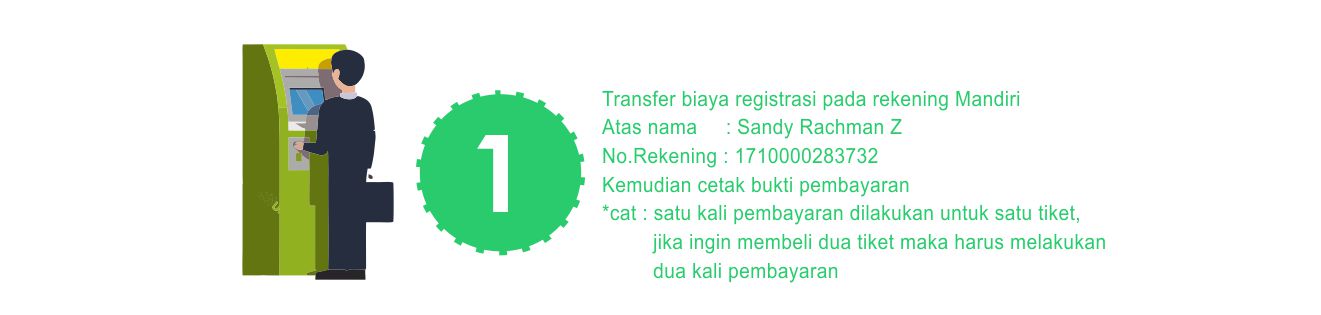 1
Transfer biaya registrasi pada rekening Mandiri
Atas nama : Sandy Rachman Z
No.Rekening : 1710000283732
Kemudian cetak bukti pembayaran
*cat : satu kali pembayaran dilakukan untuk satu tiket,
jika ingin membeli dua tiket maka harus melakukan
dua kali pembayaran